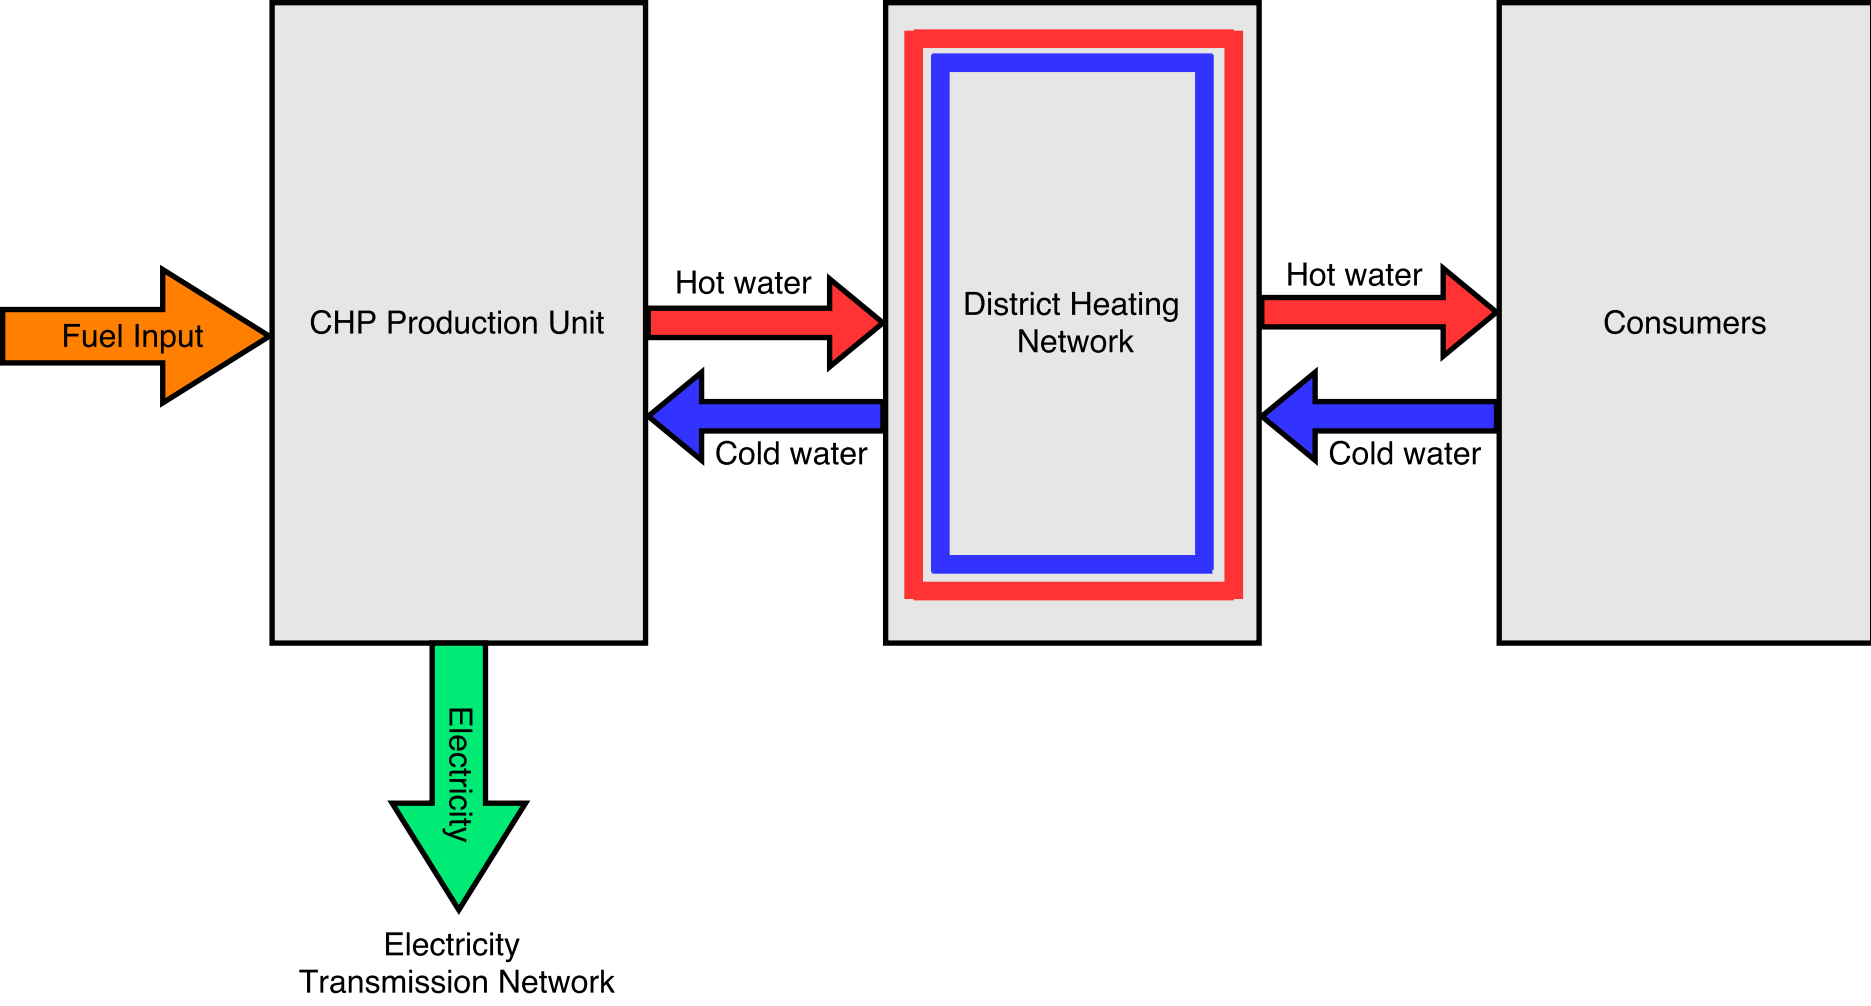 Fuel Input
CHP Production Unit
Hot water
Cold water
District Heating
Network
Hot water
Cold water
Consumers
Electricity
Electricity
Transmission Network